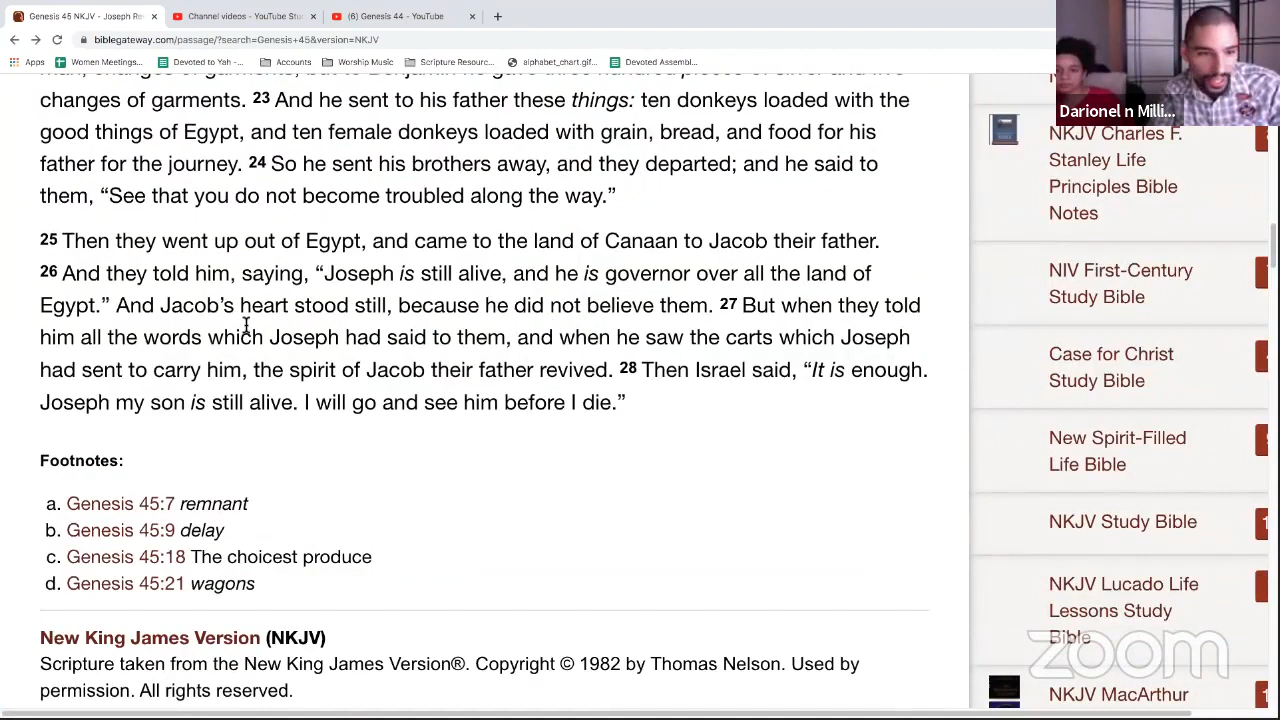 Genesis 45 NKJV - Joseph Re
Channel videos - YouTube Stu
(6) Genesis 44 - YouTube
biblegateway.com/passage/?search=Genesis+45&version=NKJV
Apps
Women Meetings...
Devoted to Yah -...
Accounts
Worship Music
Scripture Resourc...
alphabet_chart.gif...
Devoted Assembl...
changes of garments. 23 And he sent to his father these things: ten donkeys loaded with the
good things of Egypt, and ten female donkeys loaded with grain, bread, and food for his
father for the journey. 24 So he sent his brothers away, and they departed; and he said to
them, “See that you do not become troubled along the way.”
25 Then they went up out of Egypt, and came to the land of Canaan to Jacob their father.
26 And they told him, saying, “Joseph is still alive, and he is governor over all the land of
Egypt.” And Jacob’s heart stood still, because he did not believe them. 27 But when they told
him all the words which Joseph had said to them, and when he saw the carts which Joseph
had sent to carry him, the spirit of Jacob their father revived. 28 Then Israel said, “It is enough.
Joseph my son is still alive. I will go and see him before I die.”
Footnotes:
a. Genesis 45:7 remnant
b. Genesis 45:9 delay
c. Genesis 45:18 The choicest produce
d. Genesis 45:21 wagons
New King James Version (NKJV)
Scripture taken from the New King James Version®. Copyright © 1982 by Thomas Nelson. Used by
permission. All rights reserved.
Darionel n Milli...
NKJV Charles F.
Stanley Life
Principles Bible
Notes
NIV First-Century
Study Bible
Case for Christ
Study Bible
New Spirit-Filled
Life Bible
NKJV Study Bible
NKJV Lucado Life
Lessons Study
Bible
zoom
NKJV MacArthur